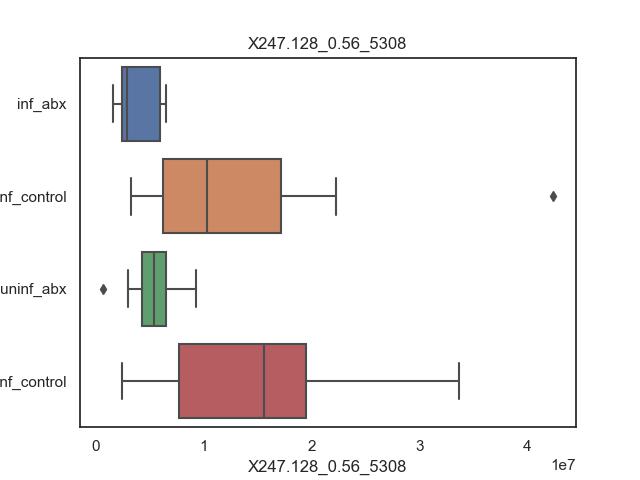 X247.128_0.56_5308
inf_abx
nf_control
uninf_abx
nf_control
0 1 2 3 4
X247.128_0.56_5308
1e7